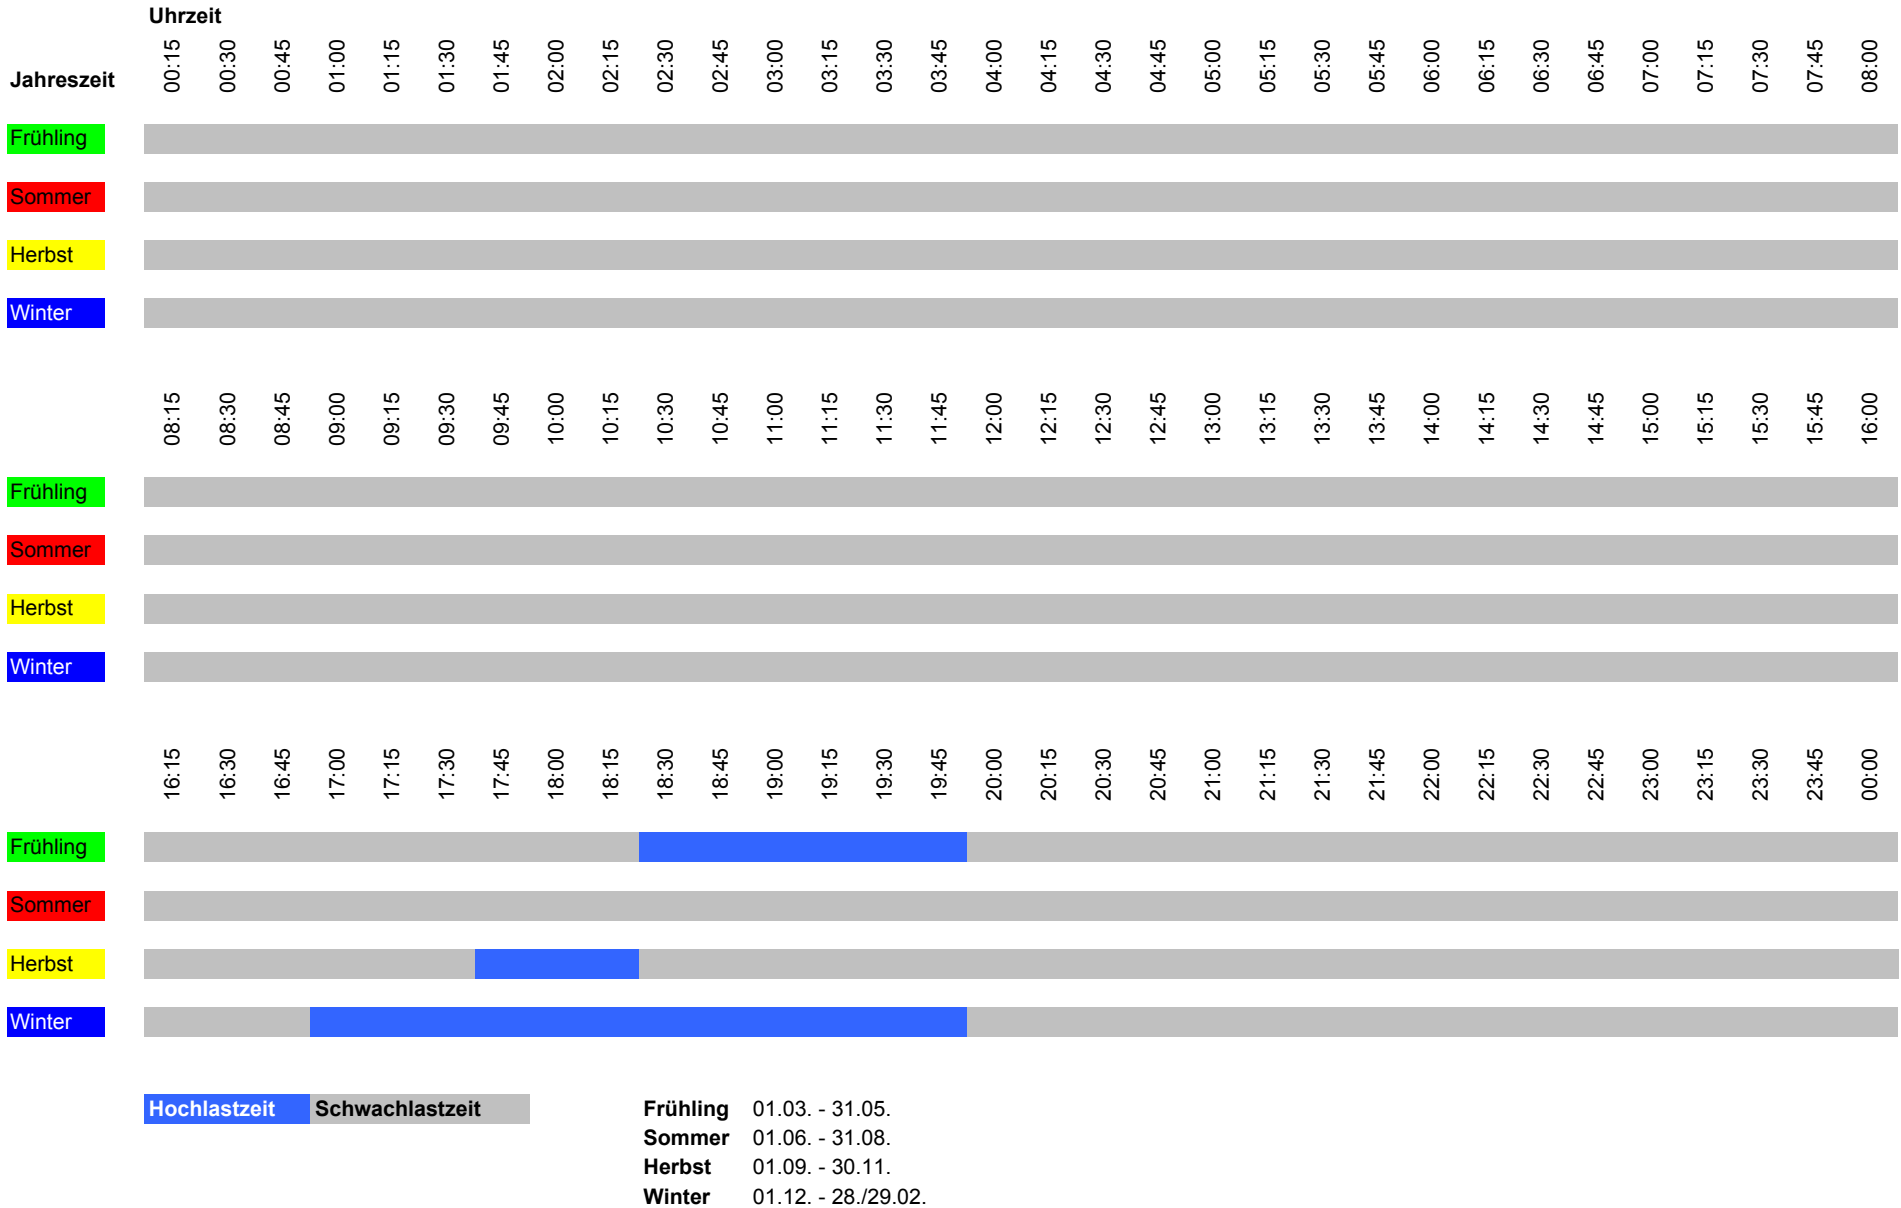 Uhrzeit
Jahreszeit 00:15 00:30 00:45 01:00 01:15 01:30 01:45 02:00 02:15 02:30 02:45 03:00 03:15 03:30 03:45 04:00 04:15 04:30 04:45 05:00 05:15 05:30 05:45 06:00 06:15 06:30 06:45 07:00 07:15 07:30 07:45 08:00
Frühling
Sommer
Herbst
Winter
08:15 08:30 08:45 09:00 09:15 09:30 09:45 10:00 10:15 10:30 10:45 11:00 11:15 11:30 11:45 12:00 12:15 12:30 12:45 13:00 13:15 13:30 13:45 14:00 14:15 14:30 14:45 15:00 15:15 15:30 15:45 16:00
Frühling
Sommer
Herbst
Winter
16:15 16:30 16:45 17:00 17:15 17:30 17:45 18:00 18:15 18:30 18:45 19:00 19:15 19:30 19:45 20:00 20:15 20:30 20:45 21:00 21:15 21:30 21:45 22:00 22:15 22:30 22:45 23:00 23:15 23:30 23:45 00:00
Frühling
Sommer
Herbst
Winter
Hochlastzeit Schwachlastzeit Frühling 01.03. - 31.05.
Sommer 01.06. - 31.08.
Herbst 01.09. - 30.11.
Winter 01.12. - 28./29.02.